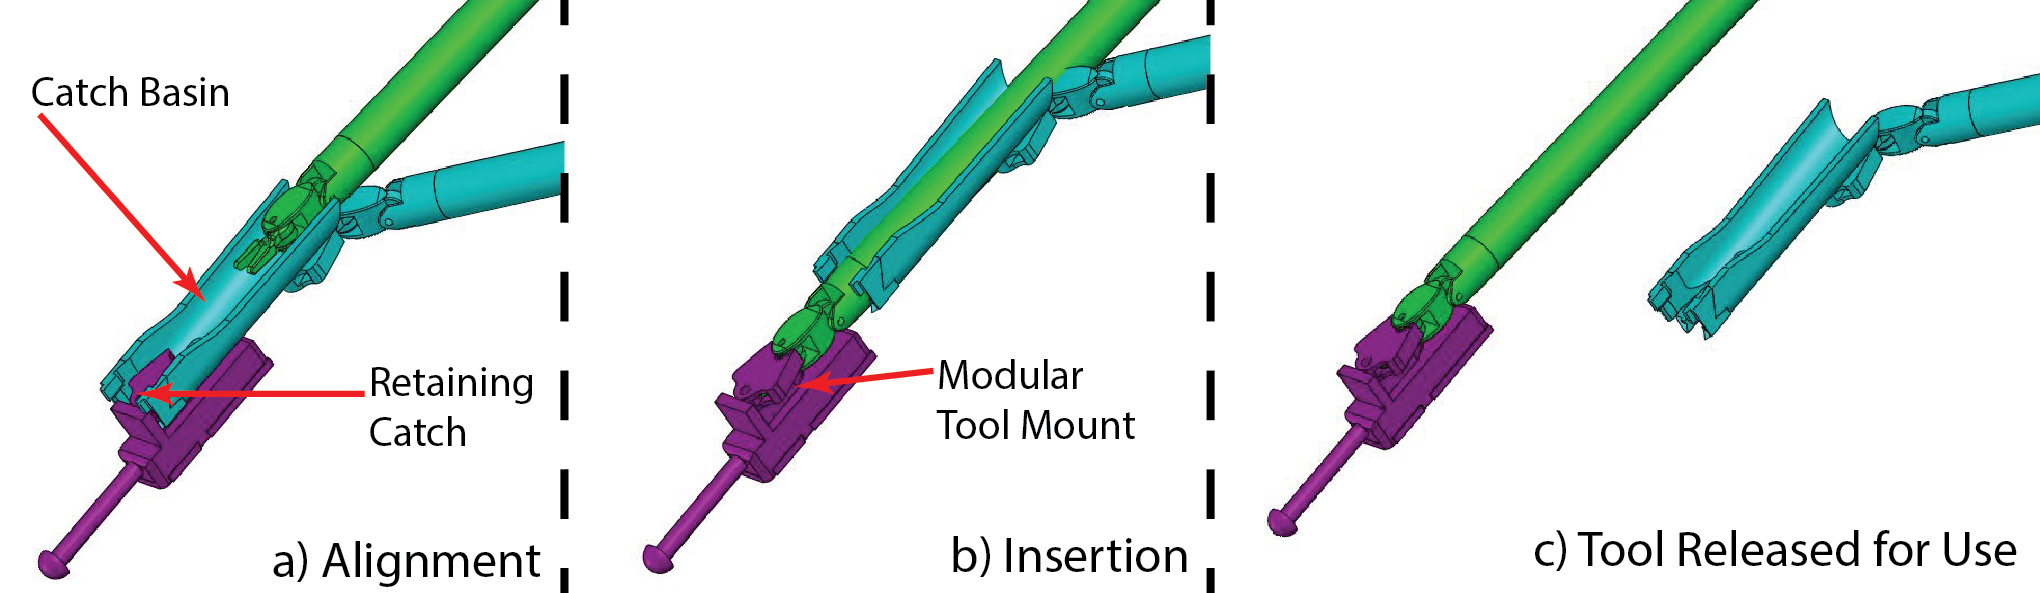 Catch Basin
Retaining
Catch
a) Alignment
Modular
Tool Mount
b) Insertion
c) Tool Released for Use